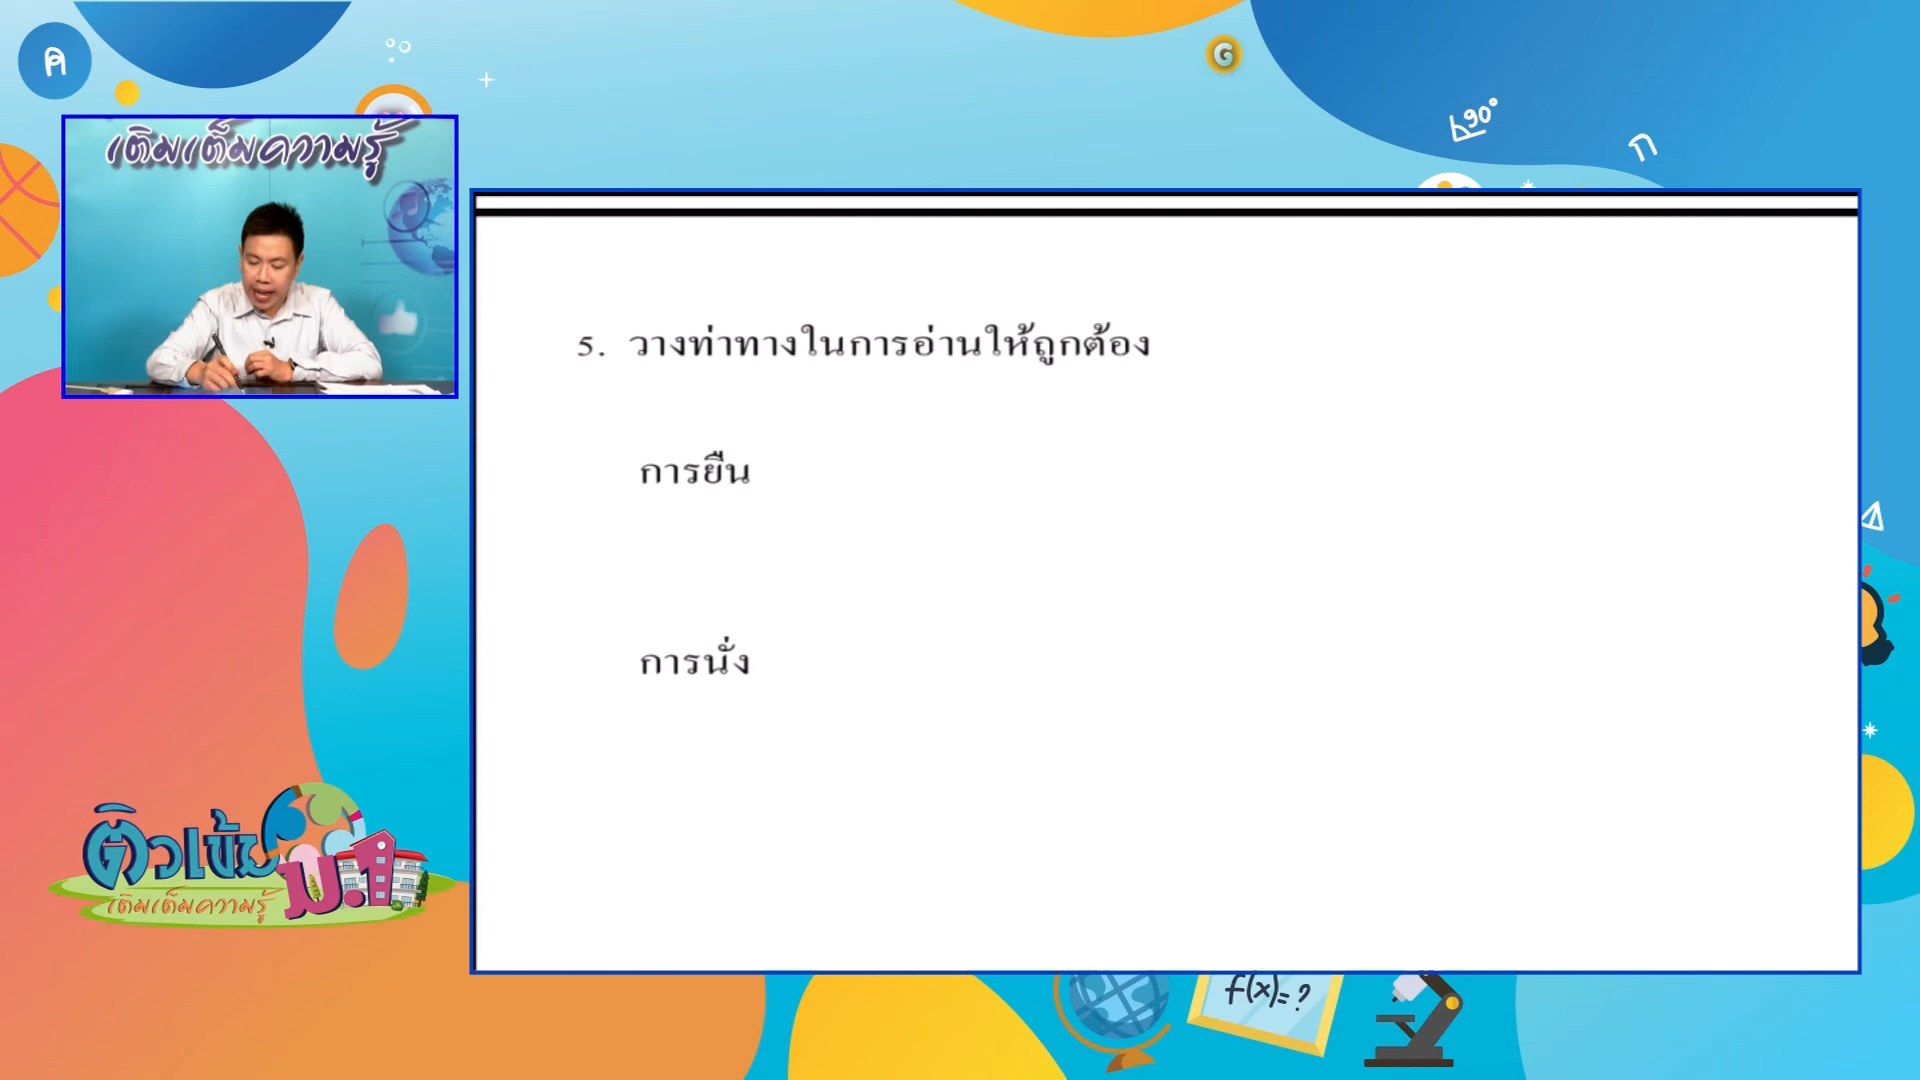 ค
เติมเต็มความรู้
90°
ก
5. วางท่าทางในการอ่านให้ถูกต้อง
การยืน
การนั่ง
ติวเข้ม
ม.1
เติมเต็มความรู้
f(x)=?